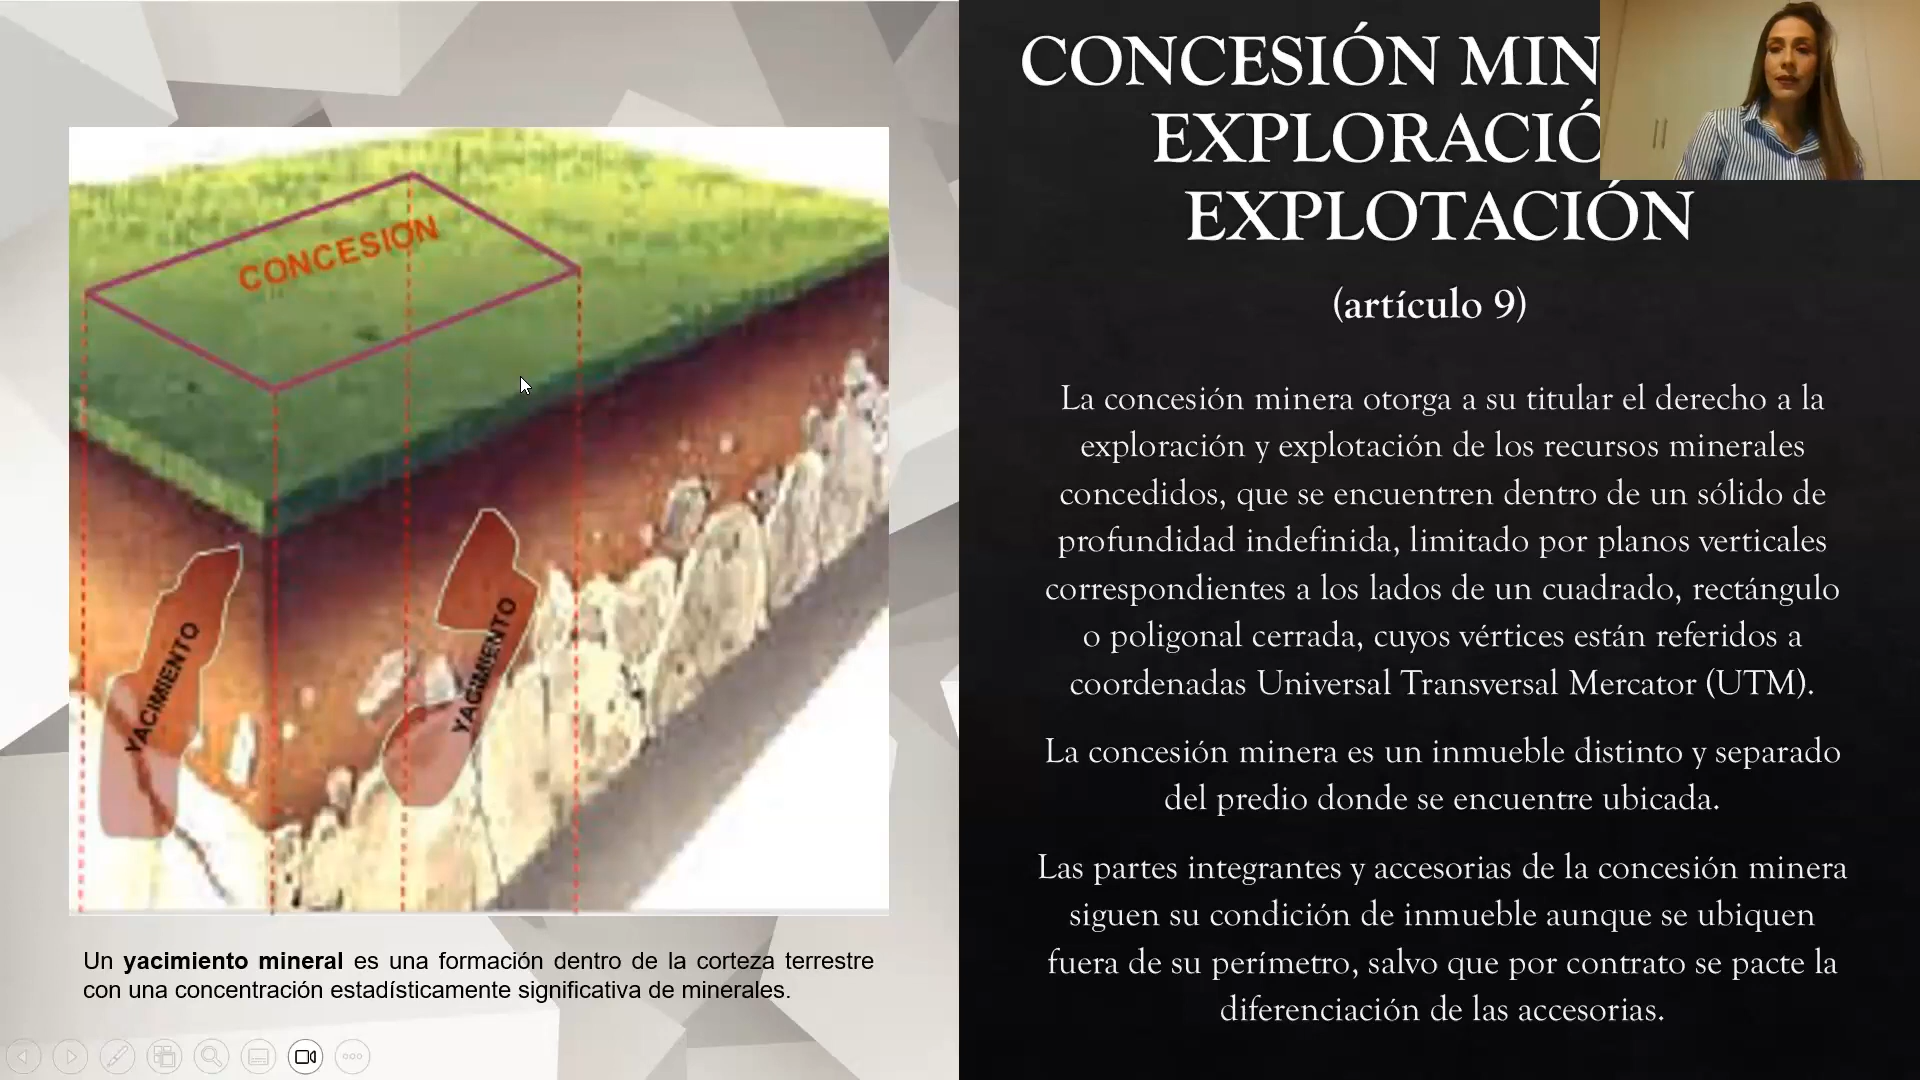 CONCESION
YACIMIENTO
YACIMIENTO
Un yacimiento mineral es una formación dentro de la corteza terrestre
con una concentración estadísticamente significativa de minerales.
CONCESIÓN MIN
EXPLORACIÓ
EXPLOTACIÓN
(artículo 9)
La concesión minera otorga a su titular el derecho a la
exploración y explotación de los recursos minerales
concedidos, que se encuentren dentro de un sólido de
profundidad indefinida, limitado por planos verticales
correspondientes a los lados de un cuadrado, rectángulo
o poligonal cerrada, cuyos vértices están referidos a
coordenadas Universal Transversal Mercator (UTM).
La concesión minera es un inmueble distinto y separado
del predio donde se encuentre ubicada.
Las partes integrantes y accesorias de la concesión minera
siguen su condición de inmueble aunque se ubiquen
fuera de su perímetro, salvo que por contrato se pacte la
diferenciación de las accesorias.